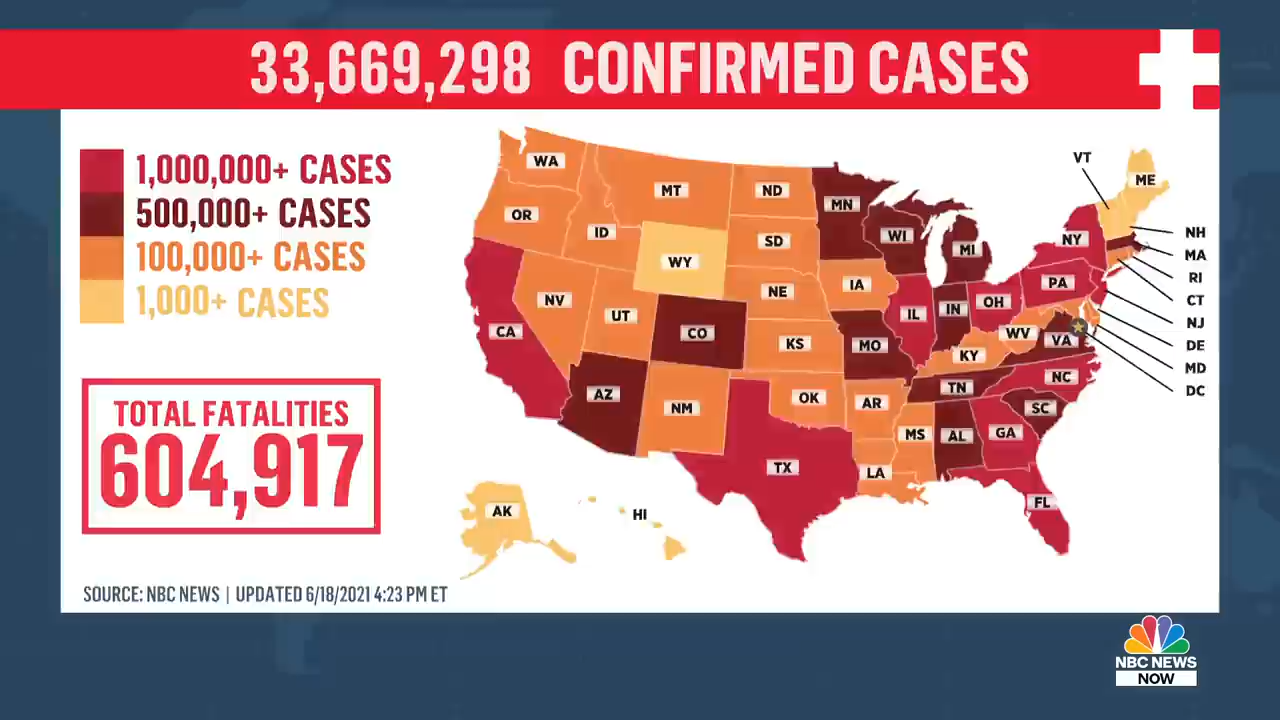 33,669,298 CONFIRMED CASES
1,000,000+ CASES
500,000+ CASES
100,000+ CASES
1,000+ CASES
TOTAL FATALITIES
604,917
SOURCE: NBC NEWS | UPDATED 6/18/2021 4:23 PM ET
WA
MT
ND
MN
VT
ME
OR
ID
SD
WI
MI
NY
NH
MA
WY
RI
NV
NE
IA
PA
CT
CA
UT
CO
KS
MO
IL
IN
OH
WV
VA
NJ
DE
MD
DC
KY
AZ
NM
OK
AR
TN
NC
SC
MS
AL
GA
TX
LA
FL
AK
HI
NBC NEWS
NOW